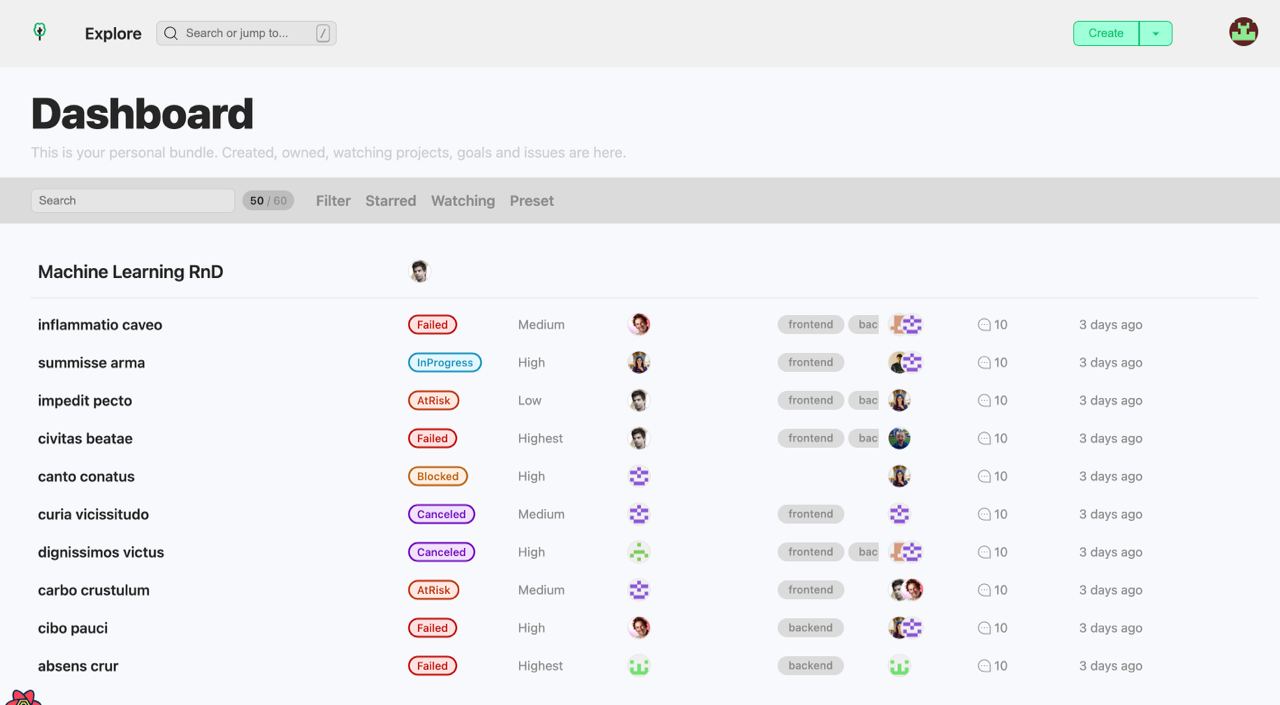 Explore Search or jump to... / Create
Dashboard
This is your personal bundle. Created, owned, watching projects, goals and issues are here.
Search 50 / 60 Filter Starred Watching Preset
Machine Learning RnD
inflammatio caveo Failed Medium frontend bac 10 3 days ago
summisse arma InProgress High frontend 10 3 days ago
impedit pecto AtRisk Low frontend bac 10 3 days ago
civitas beatae Failed Highest frontend bac 10 3 days ago
canto conatus Blocked High 10 3 days ago
curia vicissitudo Canceled Medium frontend 10 3 days ago
dignissimos victus Canceled High frontend bac 10 3 days ago
carbo crustulum AtRisk Medium frontend 10 3 days ago
cibo pauci Failed High backend 10 3 days ago
absens crur Failed Highest backend 10 3 days ago